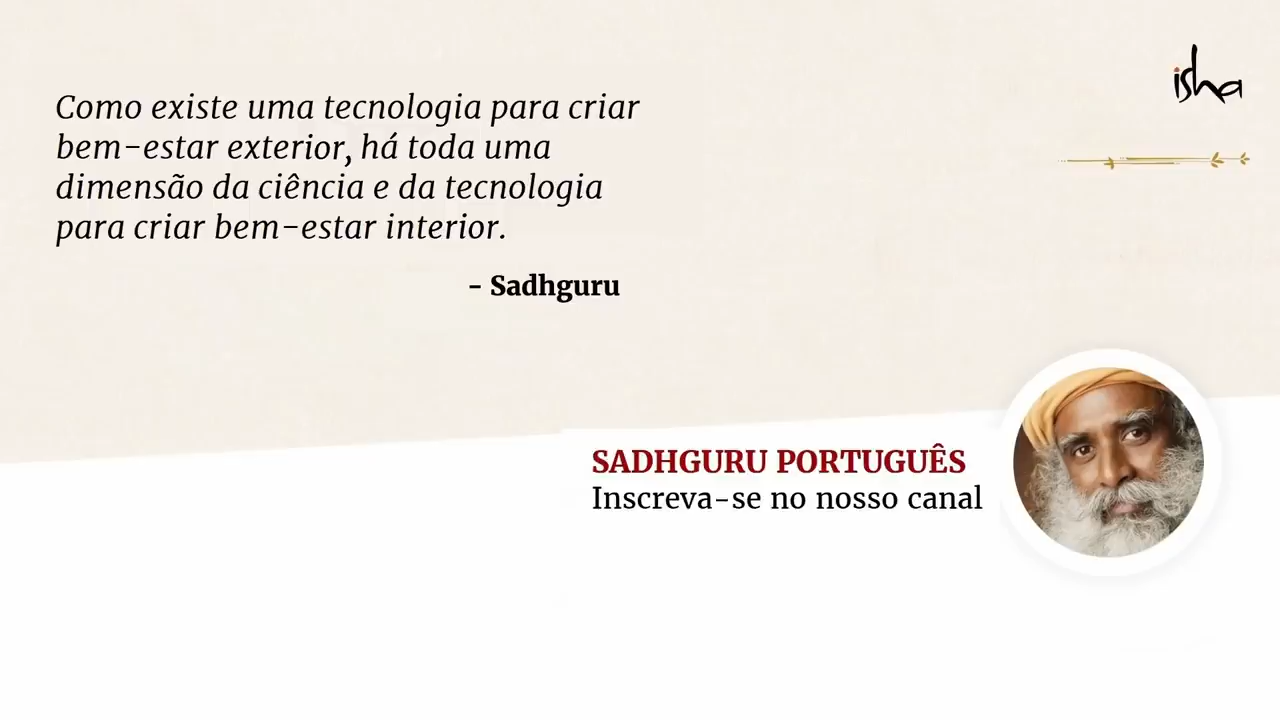 isha
Como existe uma tecnologia para criar
bem-estar exterior, há toda uma
dimensão da ciência e da tecnologia
para criar bem-estar interior.
- Sadhguru
SADHGURU PORTUGUÊS
Inscreva-se no nosso canal